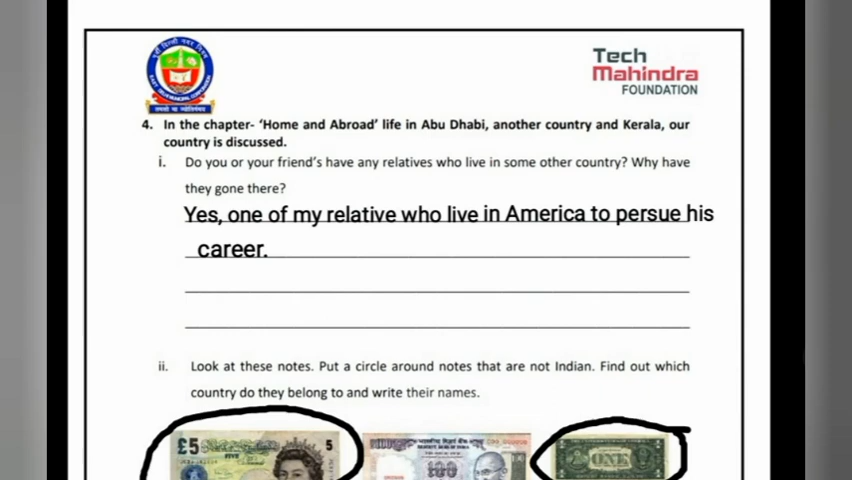 Tech
Mahindra
FOUNDATION
4. In the chapter- ‘Home and Abroad’ life in Abu Dhabi, another country and Kerala, our
country is discussed.
i. Do you or your friend’s have any relatives who live in some other country? Why have
they gone there?
Yes, one of my relative who live in America to persue his
career.
ii. Look at these notes. Put a circle around notes that are not Indian. Find out which
country do they belong to and write their names.
£5 5
100
ONE